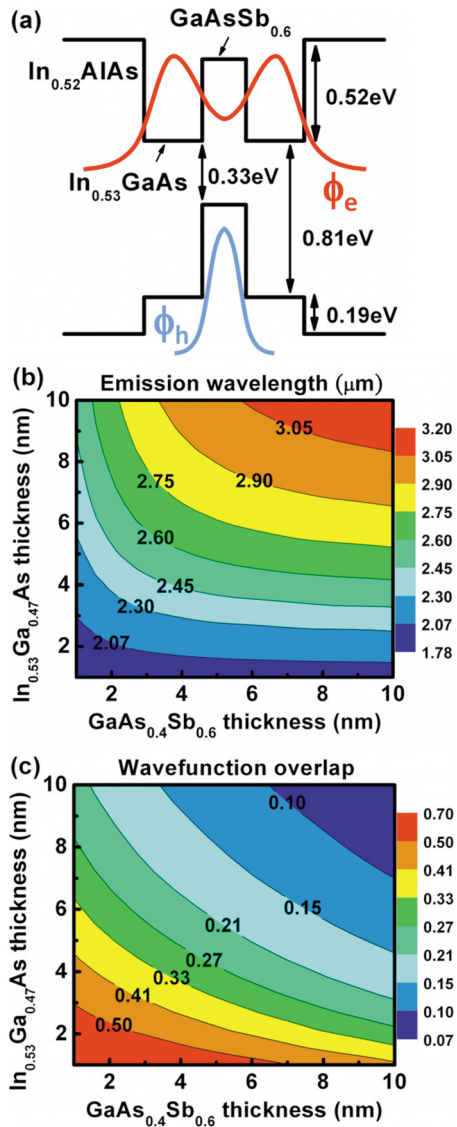 (a)
GaAsSb0.6
In0.52AlAs
0.52eV
In0.53GaAs
0.33eV
ϕe
0.81eV
ϕh
0.19eV
(b)
Emission wavelength (μm)
In0.53Ga0.47As thickness (nm)
10
8
6
4
2
3.05
2.75
2.90
2.60
2.45
2.30
2.07
3.20
3.05
2.90
2.75
2.60
2.45
2.30
2.07
1.78
2 4 6 8 10
GaAs0.4Sb0.6 thickness (nm)
(c)
Wavefunction overlap
In0.53Ga0.47As thickness (nm)
10
8
6
4
2
0.10
0.15
0.21
0.27
0.33
0.41
0.50
0.70
0.50
0.41
0.33
0.27
0.21
0.15
0.10
0.07
2 4 6 8 10
GaAs0.4Sb0.6 thickness (nm)